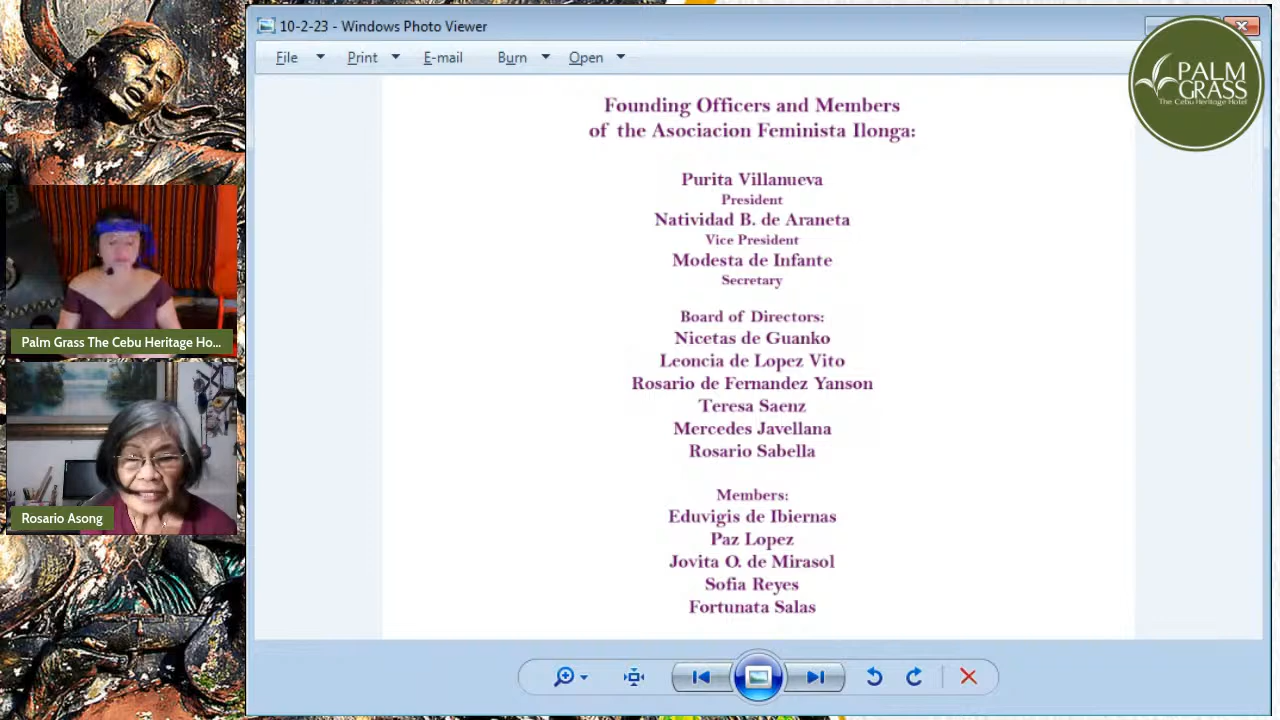 10-2-23 - Windows Photo Viewer
File Print E-mail Burn Open
PALM
GRASS
The Cebu Heritage Hotel
Founding Officers and Members
of the Asociacion Feminista Ilonga:
Purita Villanueva
President
Natividad B. de Araneta
Vice President
Modesta de Infante
Secretary
Board of Directors:
Nicetas de Guanko
Leoncia de Lopez Vito
Rosario de Fernandez Yanson
Teresa Saenz
Mercedes Javellana
Rosario Sabella
Members:
Eduvigis de Ibiernas
Paz Lopez
Jovita O. de Mirasol
Sofia Reyes
Fortunata Salas
Palm Grass The Cebu Heritage Ho...
Rosario Asong